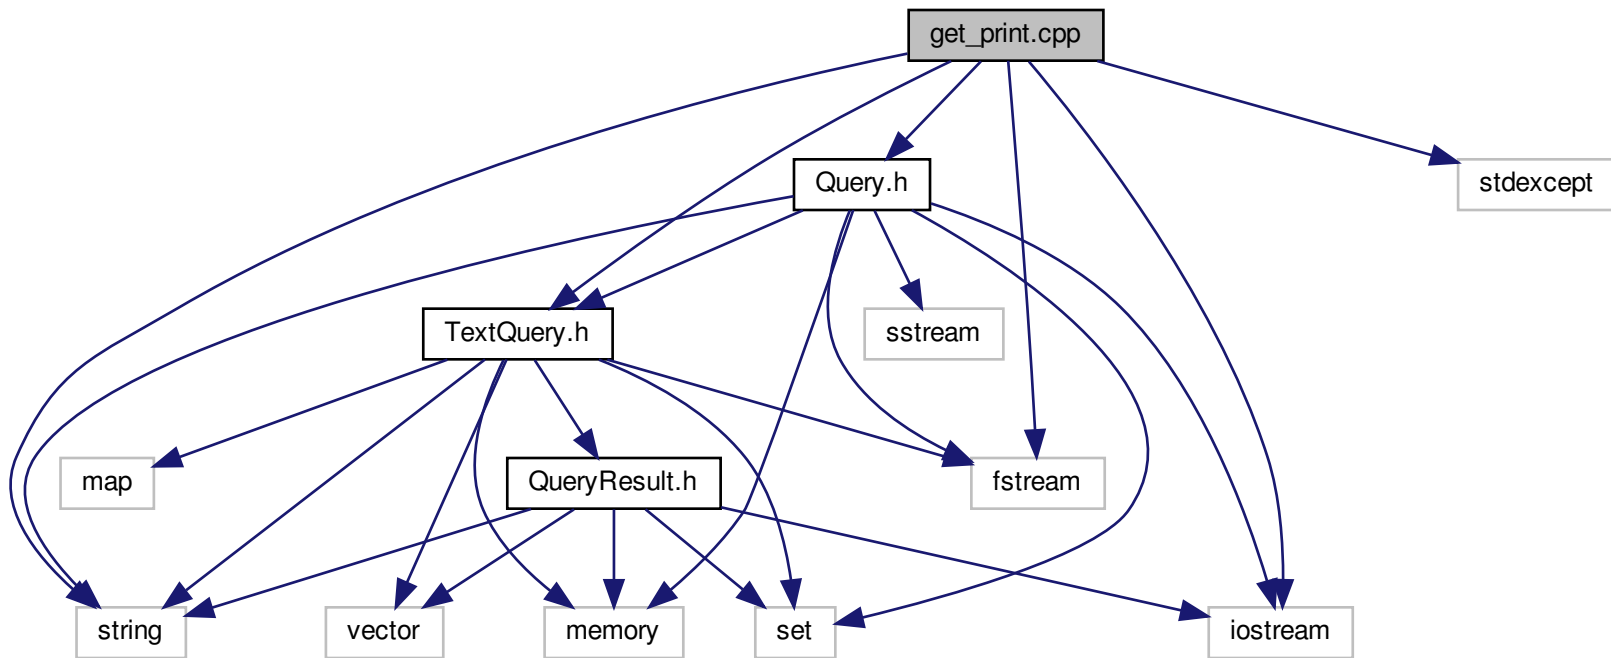 get_print.cpp
Query.h
stdexcept
TextQuery.h
sstream
map
QueryResult.h
fstream
string
vector
memory
set
iostream